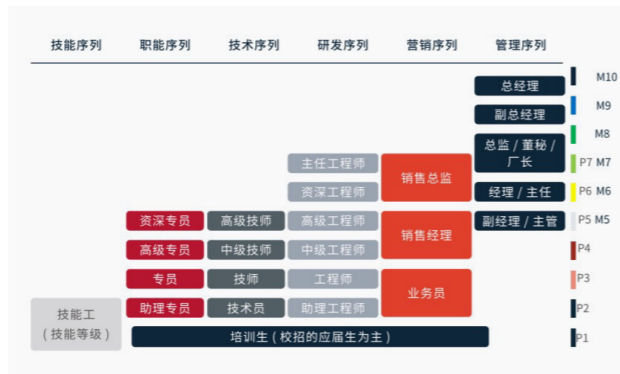 技能序列 职能序列 技术序列 研发序列 营销序列 管理序列
总经理 M10
副总经理 M9
M8
总监 / 董秘 /
厂长
主任工程师 P7 M7
销售总监
资深工程师 经理 / 主任 P6 M6
资深专员 高级技师 高级工程师 副经理 / 主管 P5 M5
销售经理
高级专员 中级技师 中级工程师 P4
专员 技师 工程师 P3
业务员
助理专员 技术员 助理工程师 P2
技能工
( 技能等级 )
培训生 ( 校招的应届生为主 ) P1